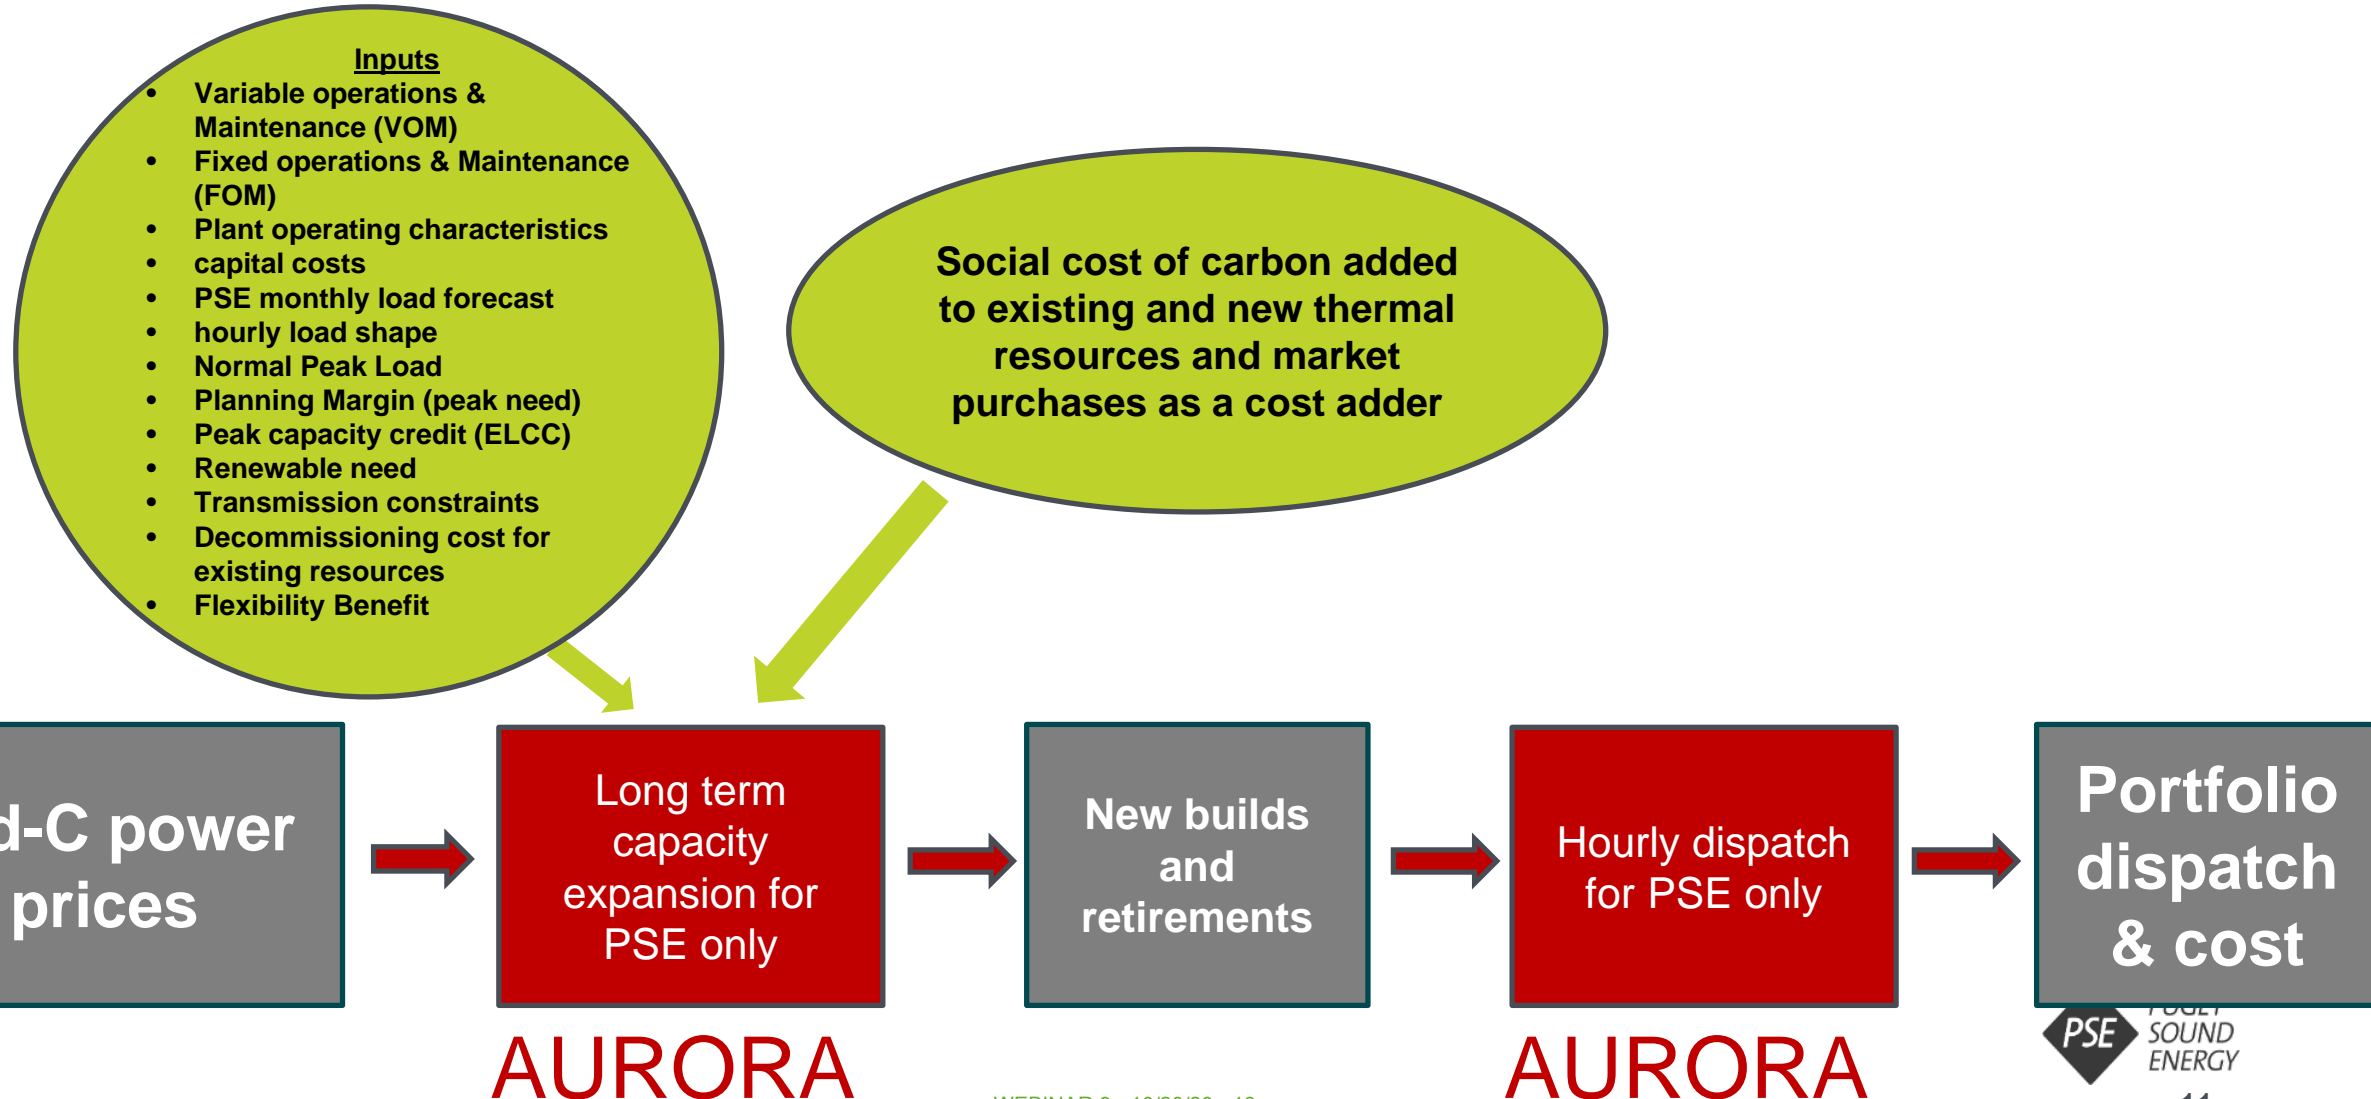 Inputs
• Variable operations &
Maintenance (VOM)
• Fixed operations & Maintenance
(FOM)
• Plant operating characteristics
• capital costs
• PSE monthly load forecast
• hourly load shape
• Normal Peak Load
• Planning Margin (peak need)
• Peak capacity credit (ELCC)
• Renewable need
• Transmission constraints
• Decommissioning cost for
existing resources
• Flexibility Benefit
Social cost of carbon added
to existing and new thermal
resources and market
purchases as a cost adder
d-C power
prices
Long term
capacity
expansion for
PSE only
New builds
and
retirements
Hourly dispatch
for PSE only
Portfolio
dispatch
& cost
AURORA
AURORA
PSE
PUGET
SOUND
ENERGY